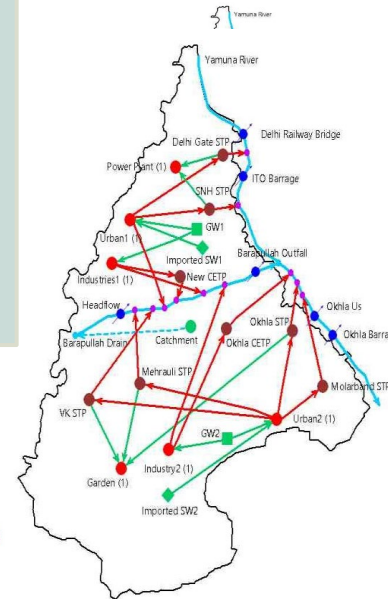 Yamuna River
Yamuna River
Delhi Railway Bridge
Delhi Gate STP
Power Plant (1)
ITO Barrage
SNH STP
GW1
Urban1 (1)
Imported SW1
Barapullah Outfall
Industries1 (1)
New CETP
Headflow
Okhla Us
Okhla STP
Barapullah Drain
Catchment
Okhla CETP
Okhla Barra
Mehrauli STP
Molarband STP
VK STP
Urban2 (1)
GW2
Industry2 (1)
Garden (1)
Imported SW2